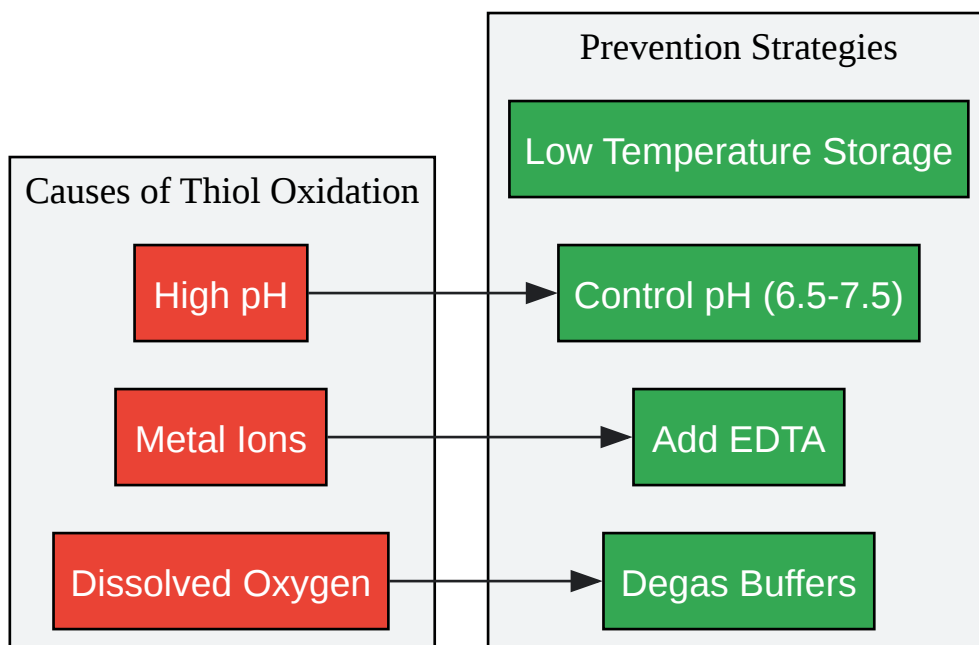 Prevention Strategies
Low Temperature Storage
Causes of Thiol Oxidation
High pH
Control pH (6.5-7.5)
Metal Ions
Add EDTA
Dissolved Oxygen
Degas Buffers